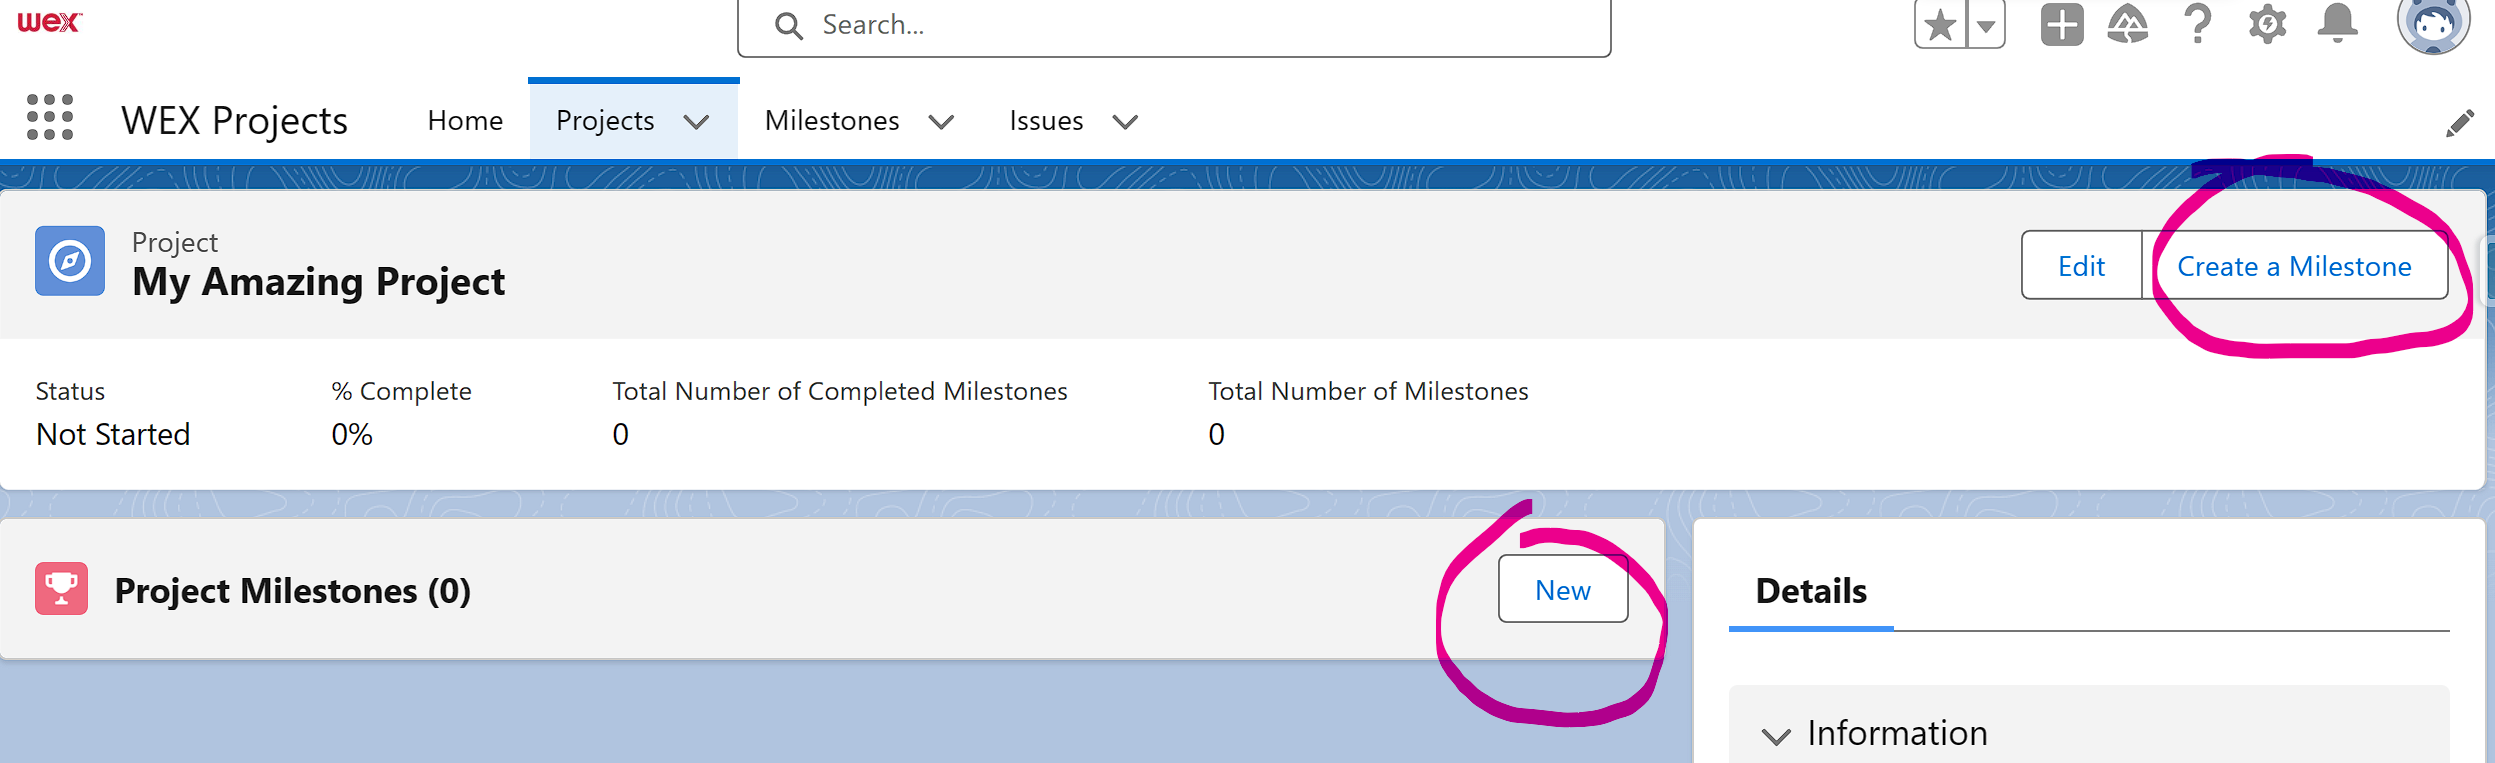 wex
Search...
WEX Projects
Home
Projects
Milestones
Issues
Project
My Amazing Project
Edit
Create a Milestone
Status
% Complete
Total Number of Completed Milestones
Total Number of Milestones
Not Started
0%
0
0
Project Milestones (0)
New
Details
Information